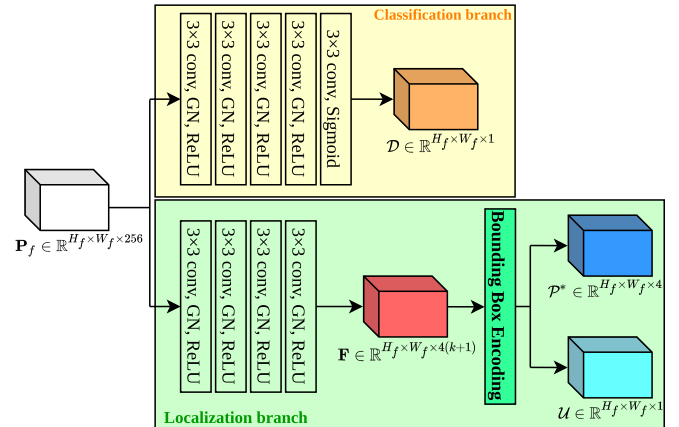 Classification branch
3×3 conv, GN, ReLU
3×3 conv, GN, ReLU
3×3 conv, GN, ReLU
3×3 conv, GN, ReLU
3×3 conv, Sigmoid
𝒟 ∈ ℝ^{H_f×W_f×1}
P_f ∈ ℝ^{H_f×W_f×256}
3×3 conv, GN, ReLU
3×3 conv, GN, ReLU
3×3 conv, GN, ReLU
3×3 conv, GN, ReLU
F ∈ ℝ^{H_f×W_f×4(k+1)}
Bounding Box Encoding
𝒫* ∈ ℝ^{H_f×W_f×4}
𝒰 ∈ ℝ^{H_f×W_f×1}
Localization branch